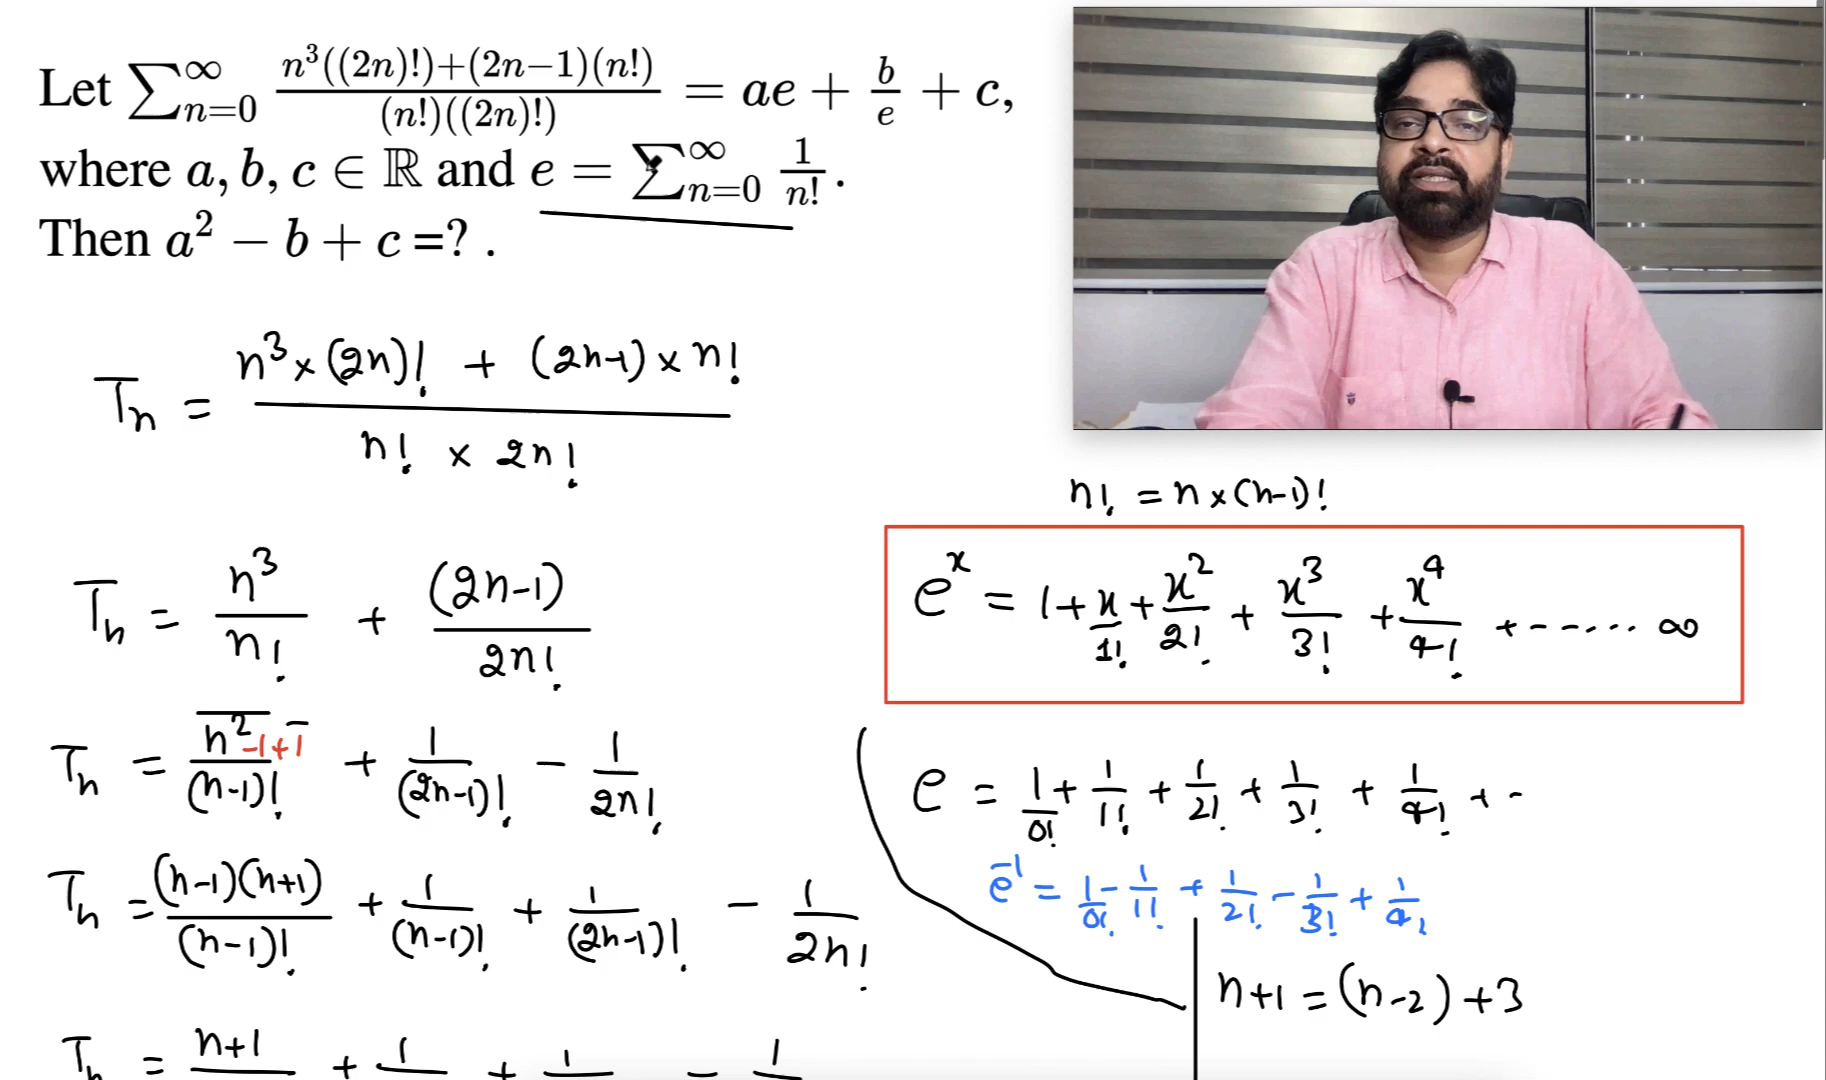 Let ∑_{n=0}^{∞} (n³((2n)!)+(2n−1)(n!))/((n!)((2n)!)) = ae + b/e + c,
where a, b, c ∈ ℝ and e = ∑_{n=0}^{∞} 1/n! .
Then a² − b + c =? .
Tn = (n³ × (2n)! + (2n-1) × n!)/(n! × 2n!)
n! = n × (n-1)!
e^x = 1 + x/1! + x²/2! + x³/3! + x⁴/4! + - - . . . . ∞
Tn = n³/n! + (2n-1)/2n!
Tn = (n² -1+1)/(n-1)! + 1/(2n-1)! - 1/2n!
e = 1/0! + 1/1! + 1/2! + 1/3! + 1/4! + -
e^-1 = 1/0! - 1/1! + 1/2! - 1/3! + 1/4!
Tn = (n-1)(n+1)/(n-1)! + 1/(n-1)! + 1/(2n-1)! - 1/2n!
n+1 = (n-2) + 3
Tn = n+1 + 1 + 1 - 1